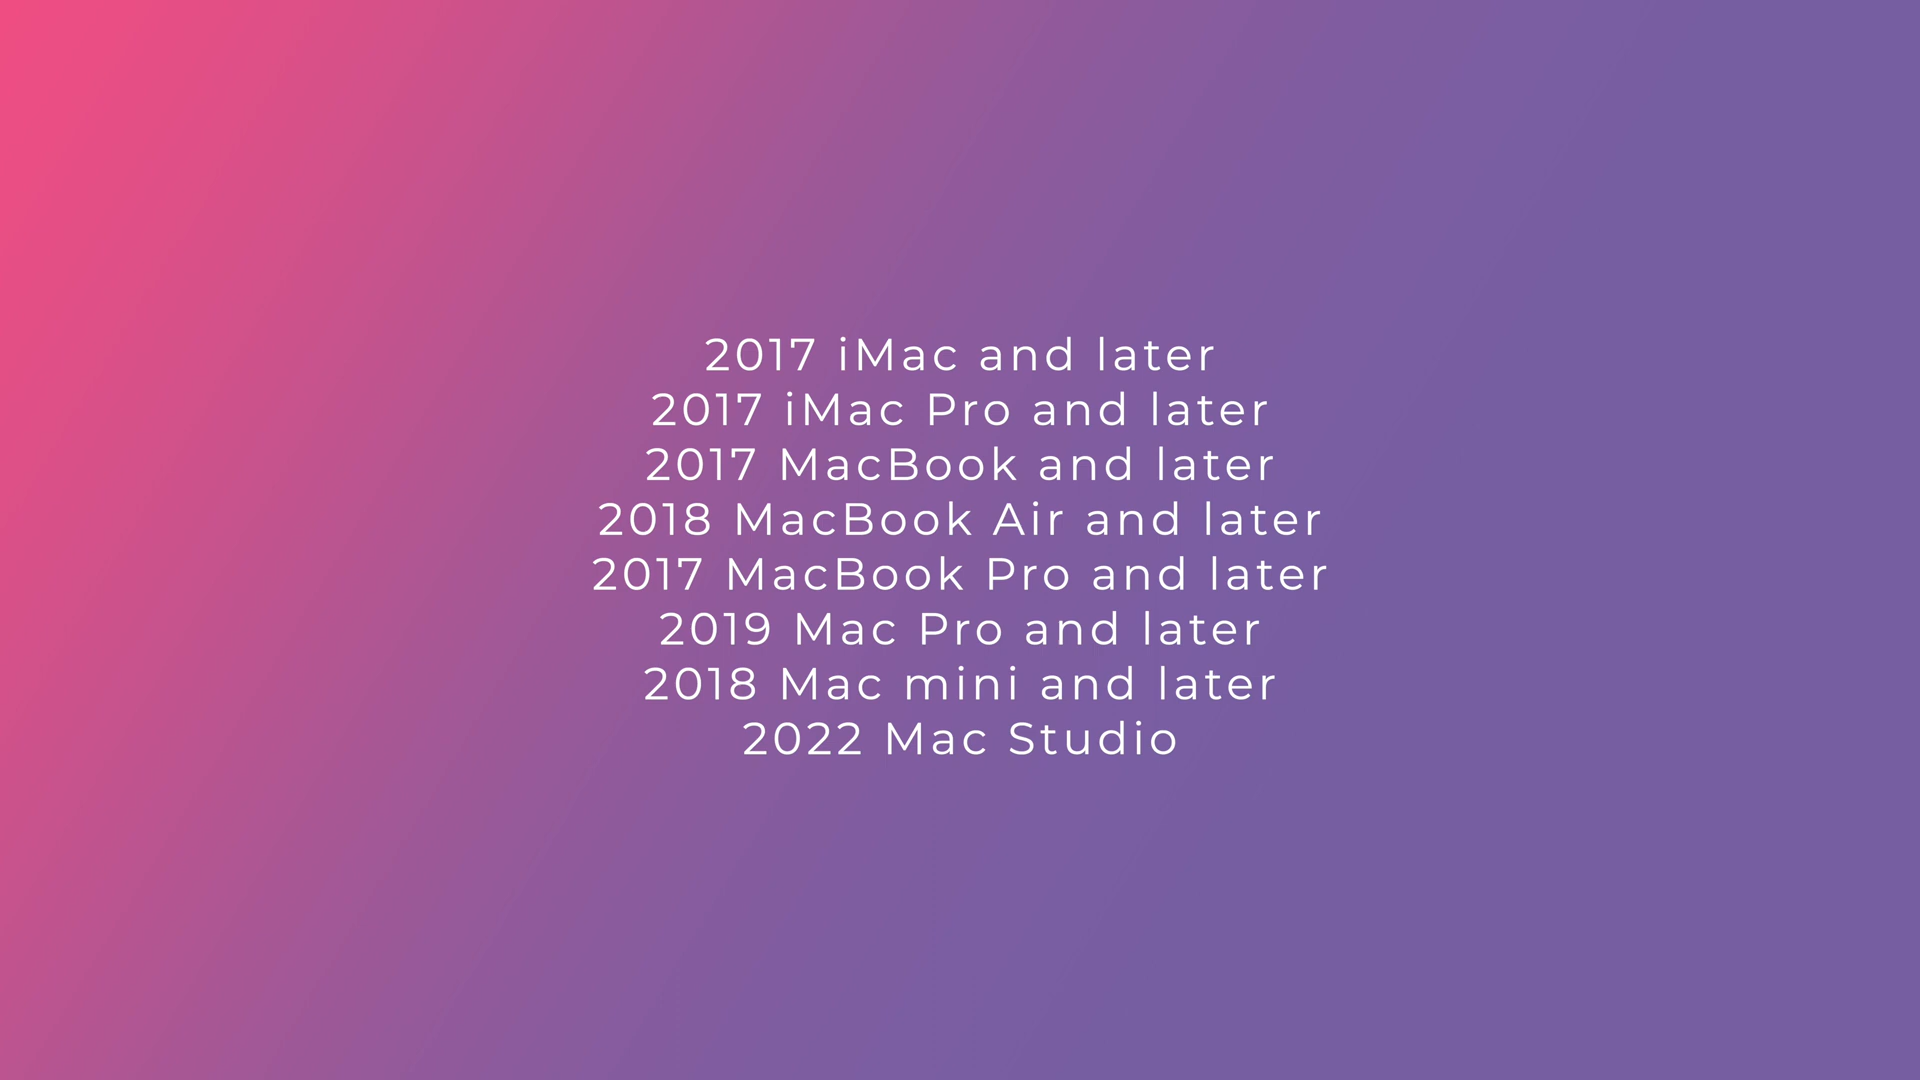 2017 iMac and later
2017 iMac Pro and later
2017 MacBook and later
2018 MacBook Air and later
2017 MacBook Pro and later
2019 Mac Pro and later
2018 Mac mini and later
2022 Mac Studio